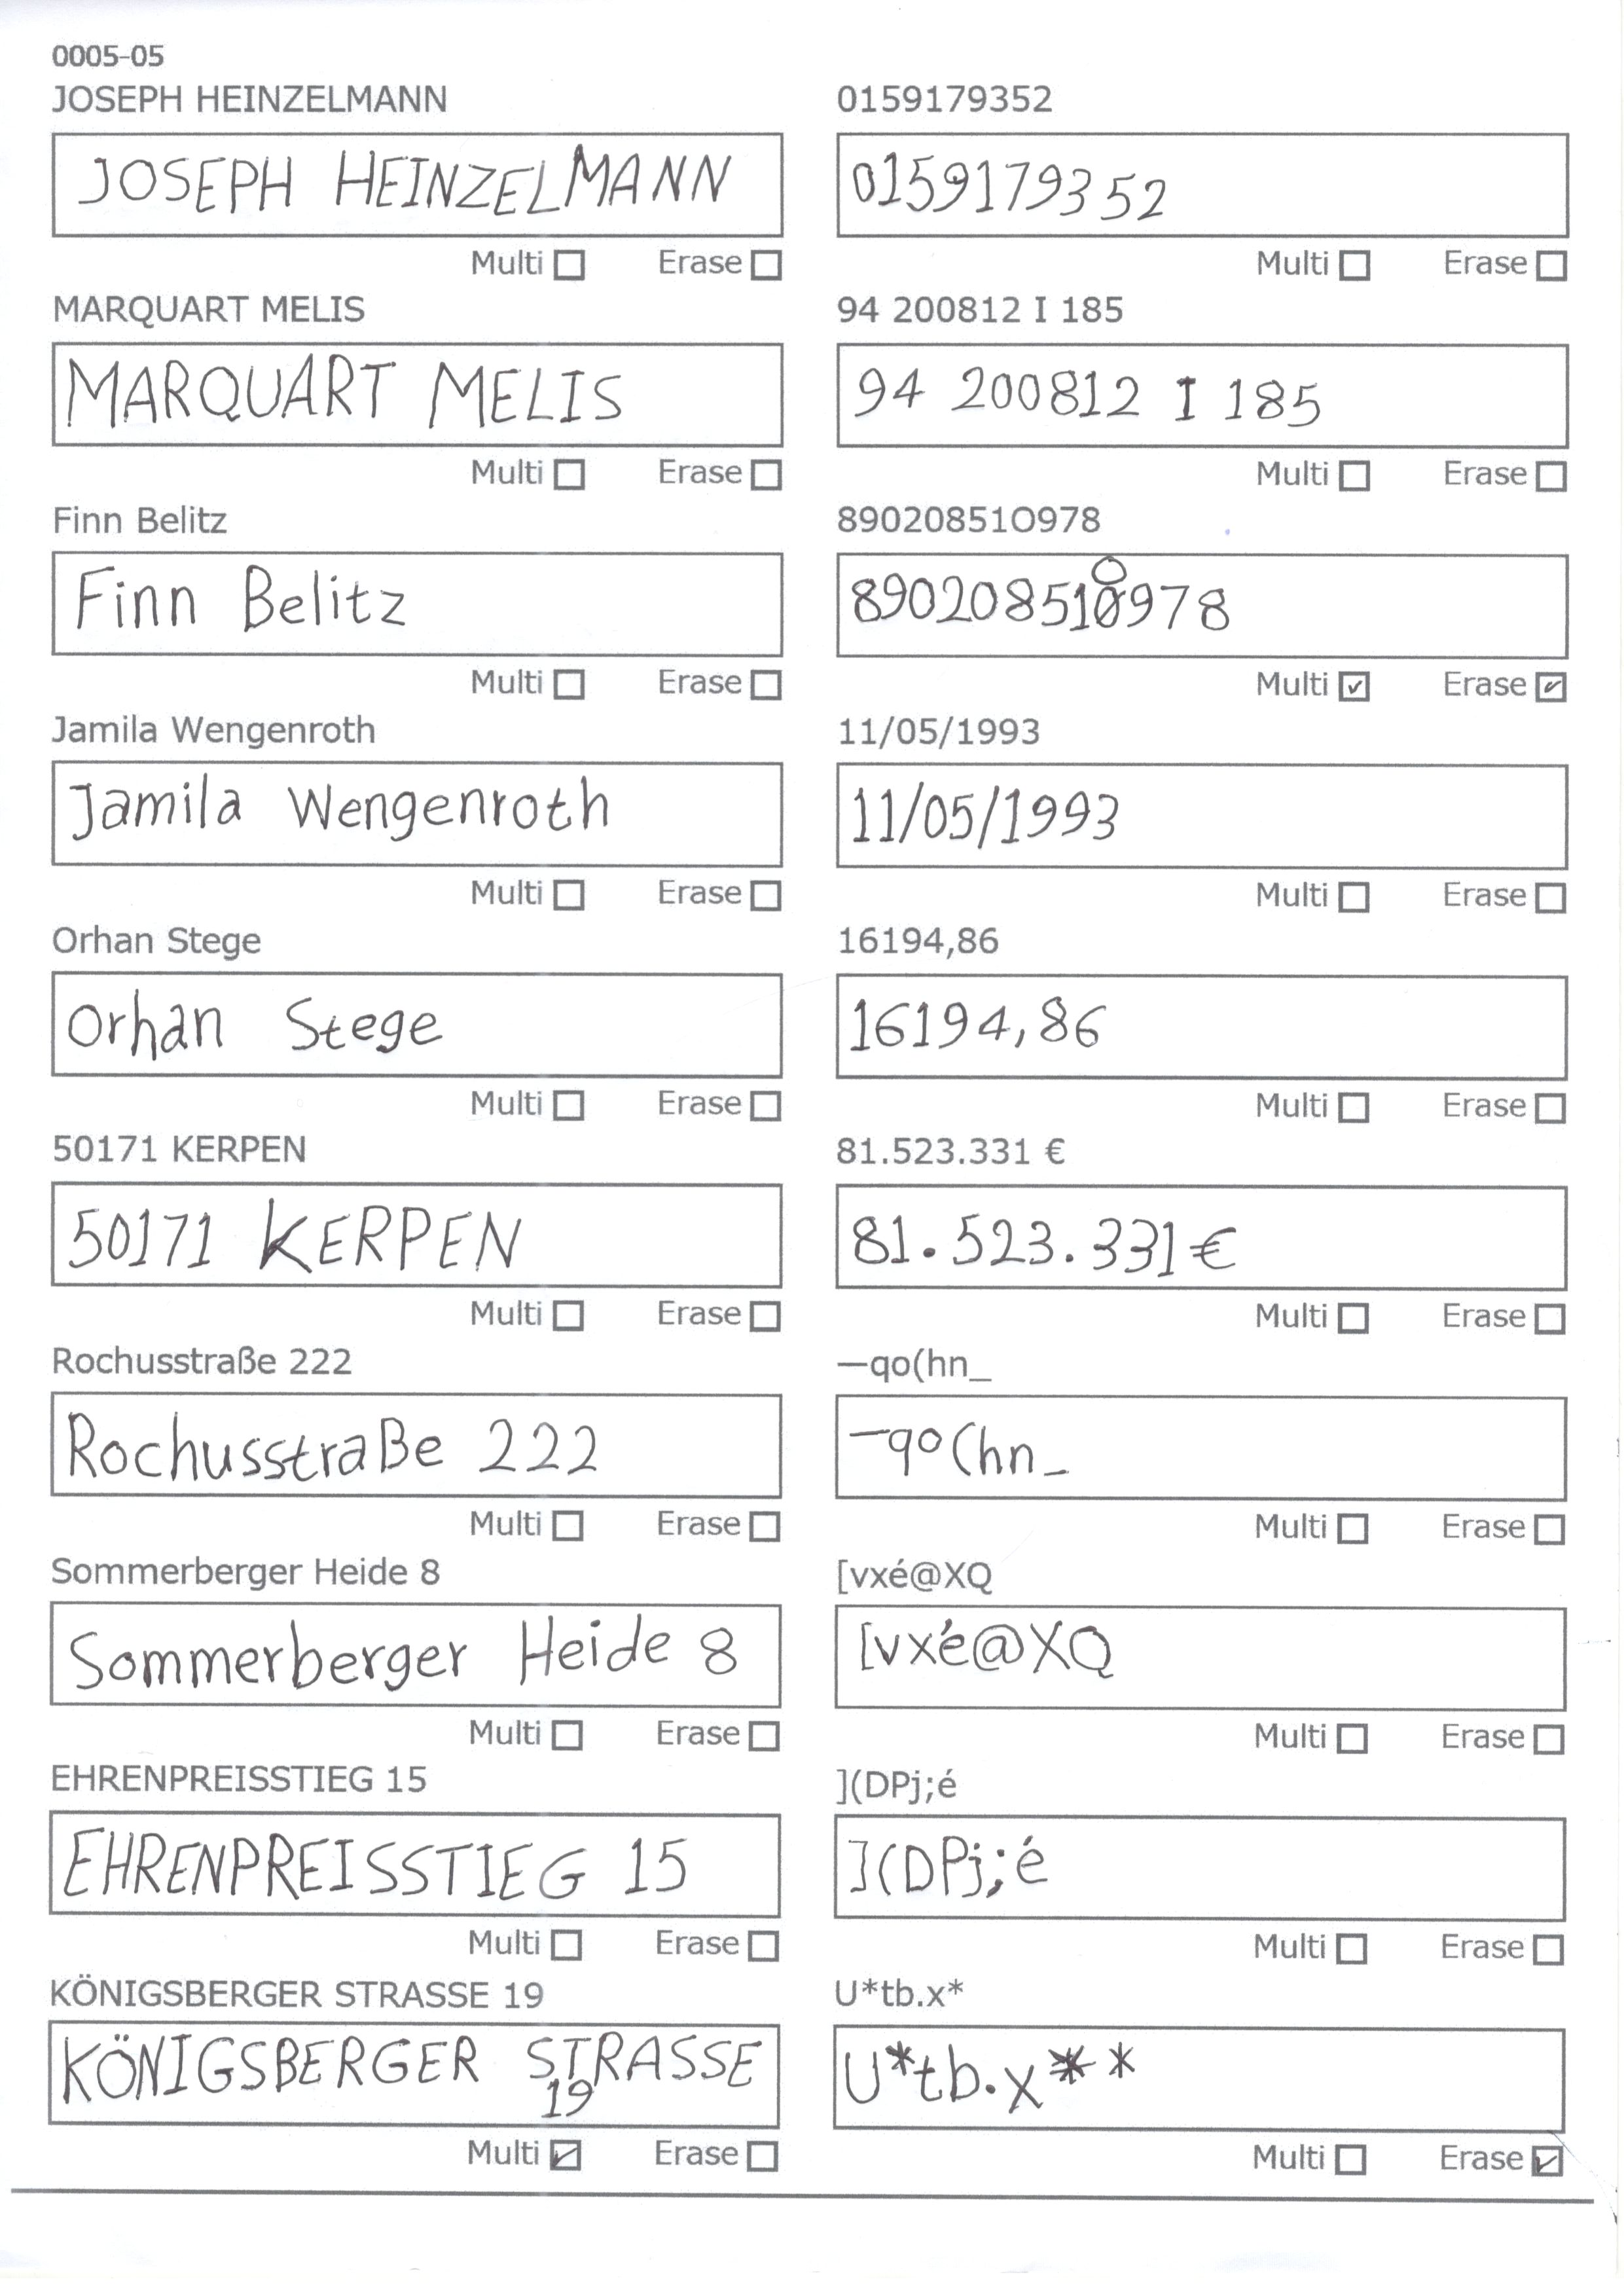 0005-05
JOSEPH HEINZELMANN
JOSEPH HEINZELMANN
Multi Erase
MARQUART MELIS
MARQUART MELIS
Multi Erase
Finn Belitz
Finn Belitz
Multi Erase
Jamila Wengenroth
Jamila Wengenroth
Multi Erase
Orhan Stege
Orhan Stege
Multi Erase
50171 KERPEN
50171 KERPEN
Multi Erase
Rochusstraße 222
Rochusstraße 222
Multi Erase
Sommerberger Heide 8
Sommerberger Heide 8
Multi Erase
EHRENPREISSTIEG 15
EHRENPREISSTIEG 15
Multi Erase
KÖNIGSBERGER STRASSE 19
KÖNIGSBERGER STRASSE
19
Multi Erase
0159179352
0159179352
Multi Erase
94 200812 I 185
94 200812 I 185
Multi Erase
89020851O978
O
890208510978
Multi Erase
11/05/1993
11/05/1993
Multi Erase
16194,86
16194,86
Multi Erase
81.523.331 €
81.523.331€
Multi Erase
—qo(hn_
—qo(hn_
Multi Erase
[vxé@XQ
[vxé@XQ
Multi Erase
](DPj;é
](DPj;é
Multi Erase
U*tb.x*
U*tb.x**
Multi Erase